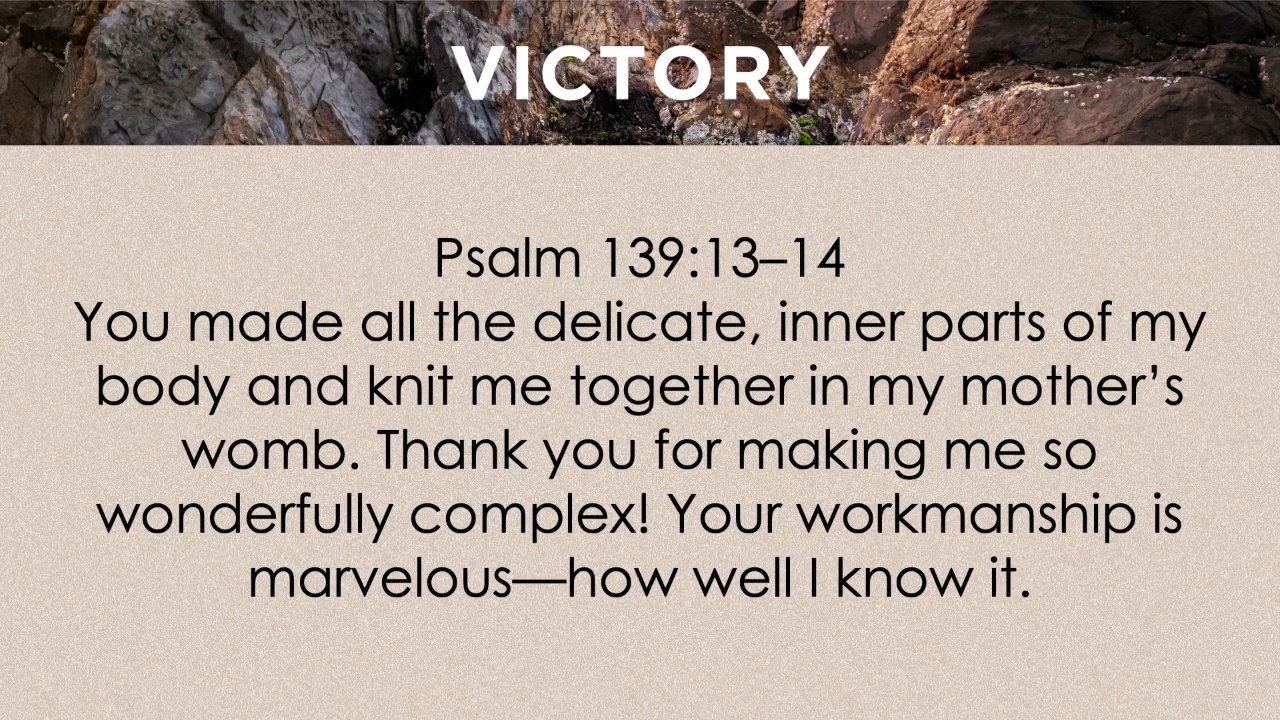 VICTORY
Psalm 139:13–14
You made all the delicate, inner parts of my
body and knit me together in my mother’s
womb. Thank you for making me so
wonderfully complex! Your workmanship is
marvelous—how well I know it.